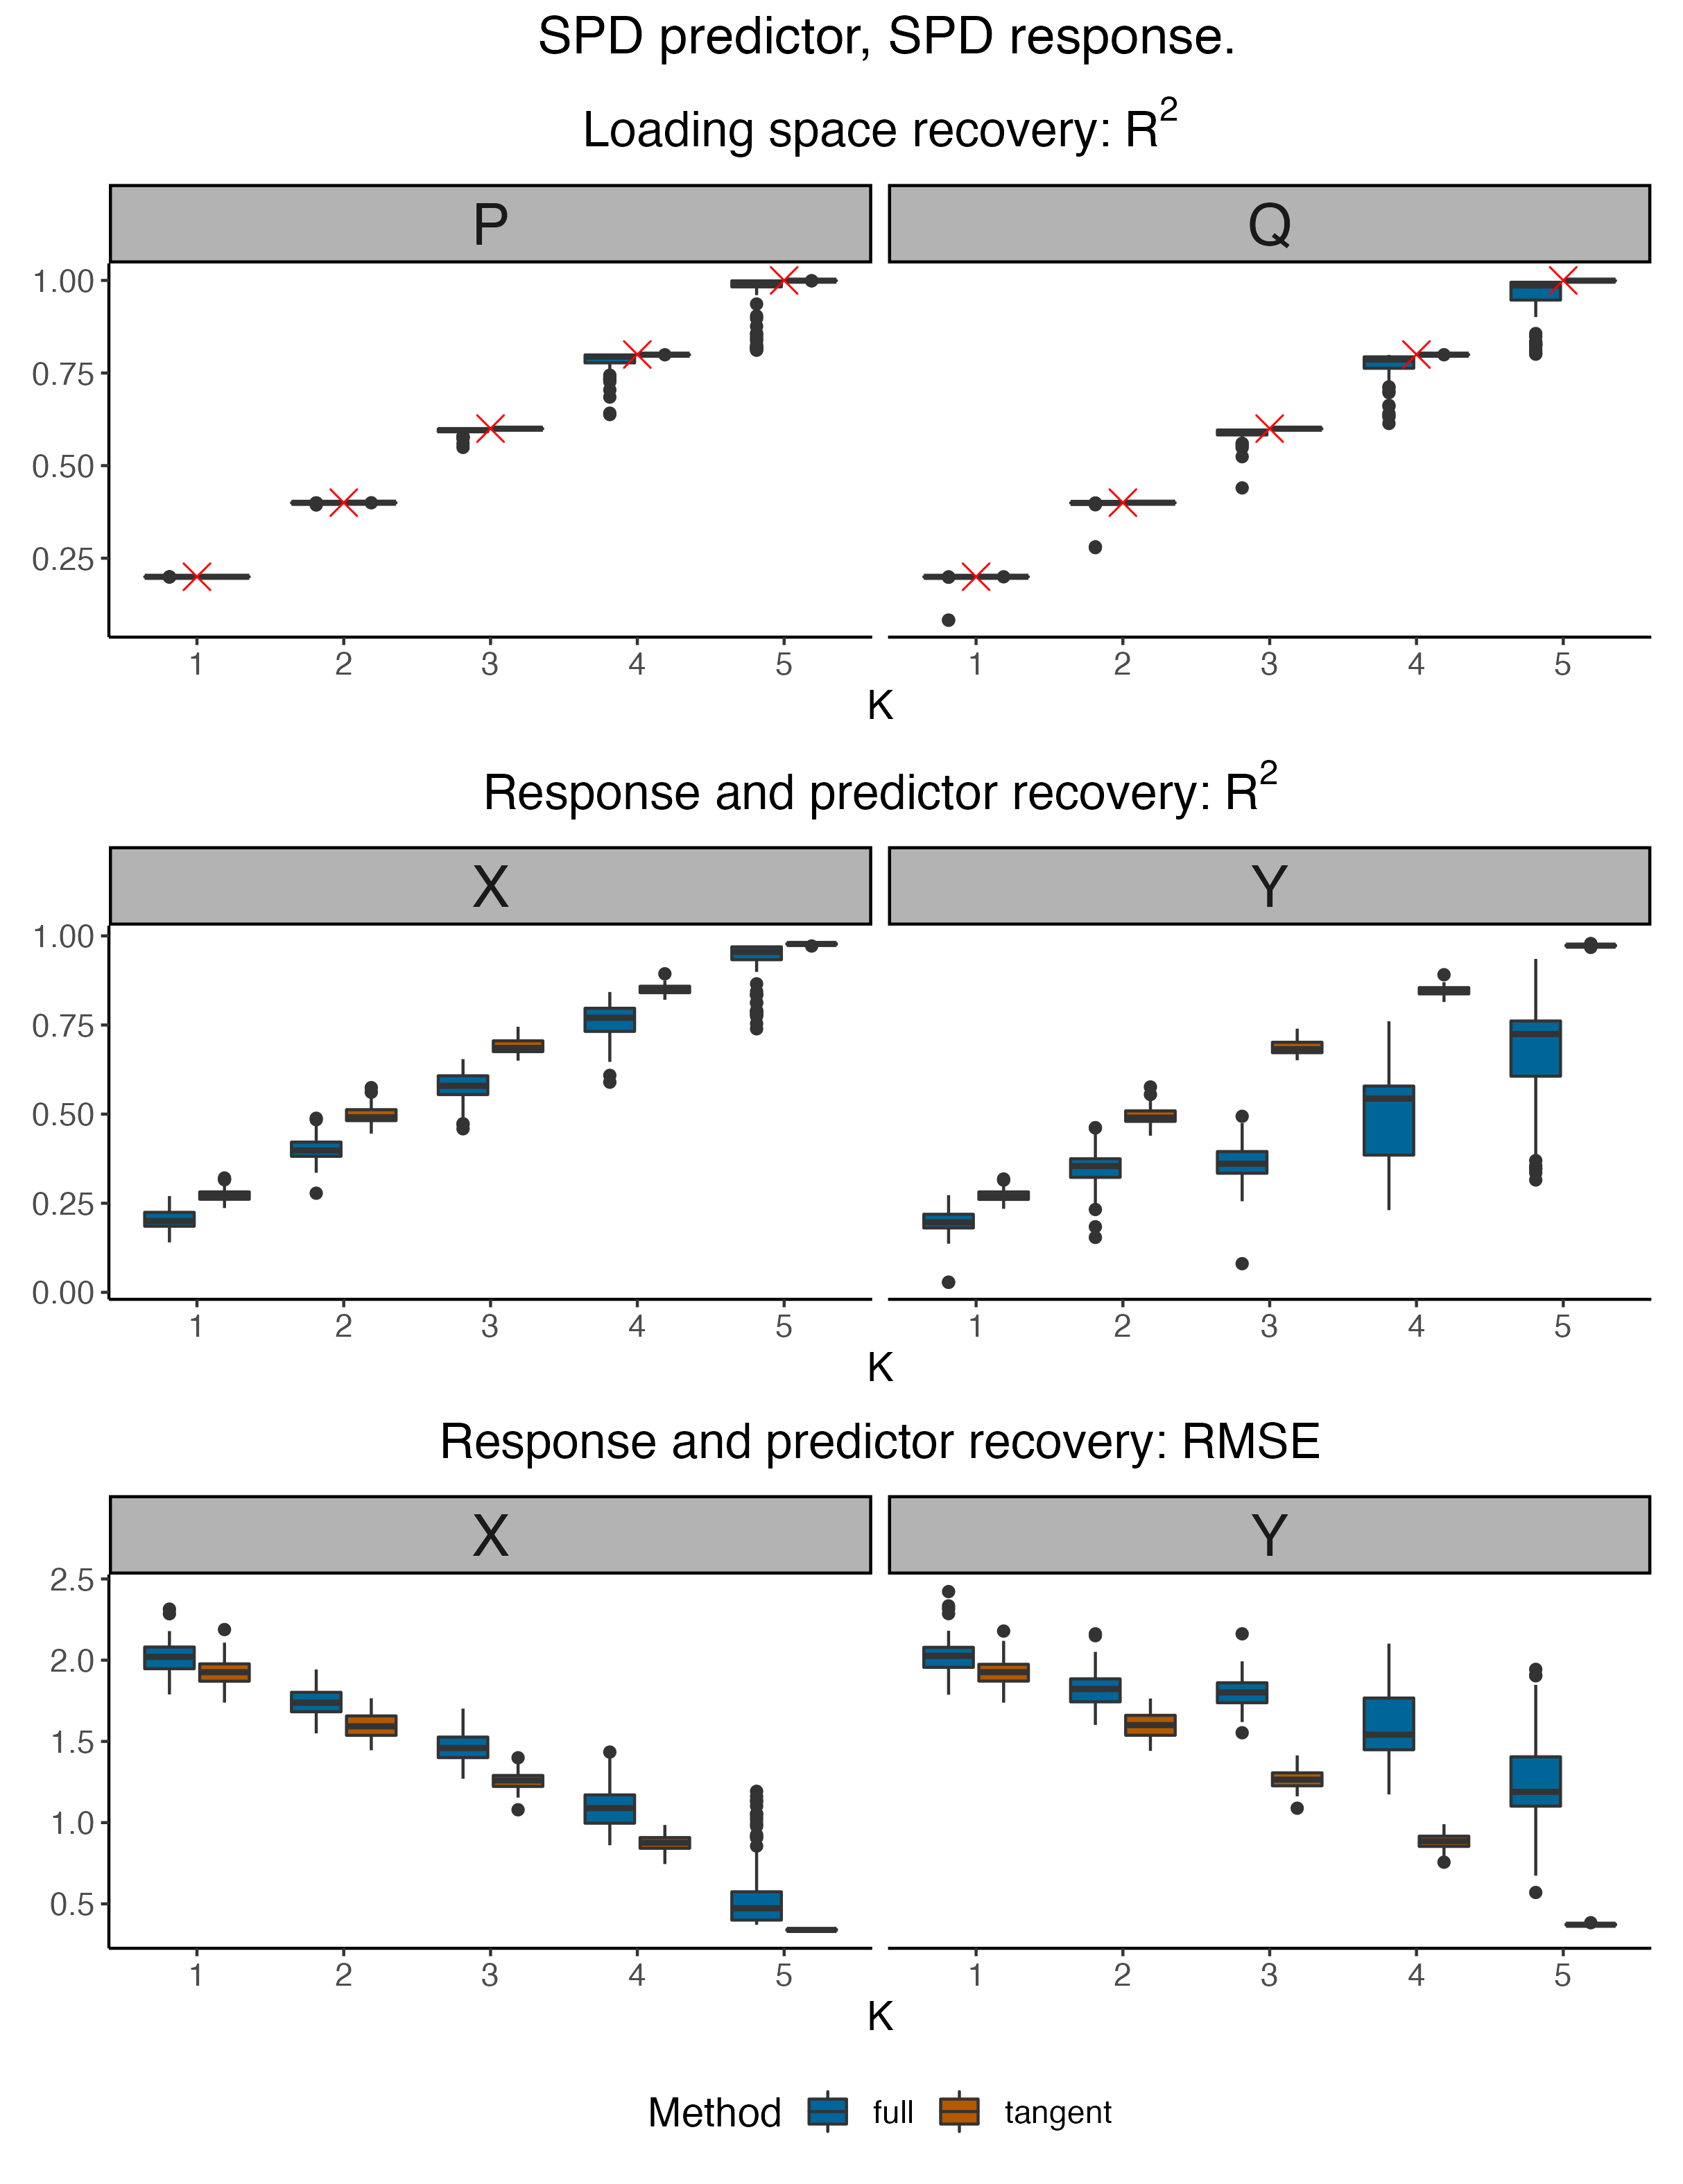 SPD predictor, SPD response.
Loading space recovery: R²
P Q
1.00
0.75
0.50
0.25
1 2 3 4 5 1 2 3 4 5
K
Response and predictor recovery: R²
X Y
1.00
0.75
0.50
0.25
0.00
1 2 3 4 5 1 2 3 4 5
K
Response and predictor recovery: RMSE
X Y
2.5
2.0
1.5
1.0
0.5
1 2 3 4 5 1 2 3 4 5
K
Method full tangent